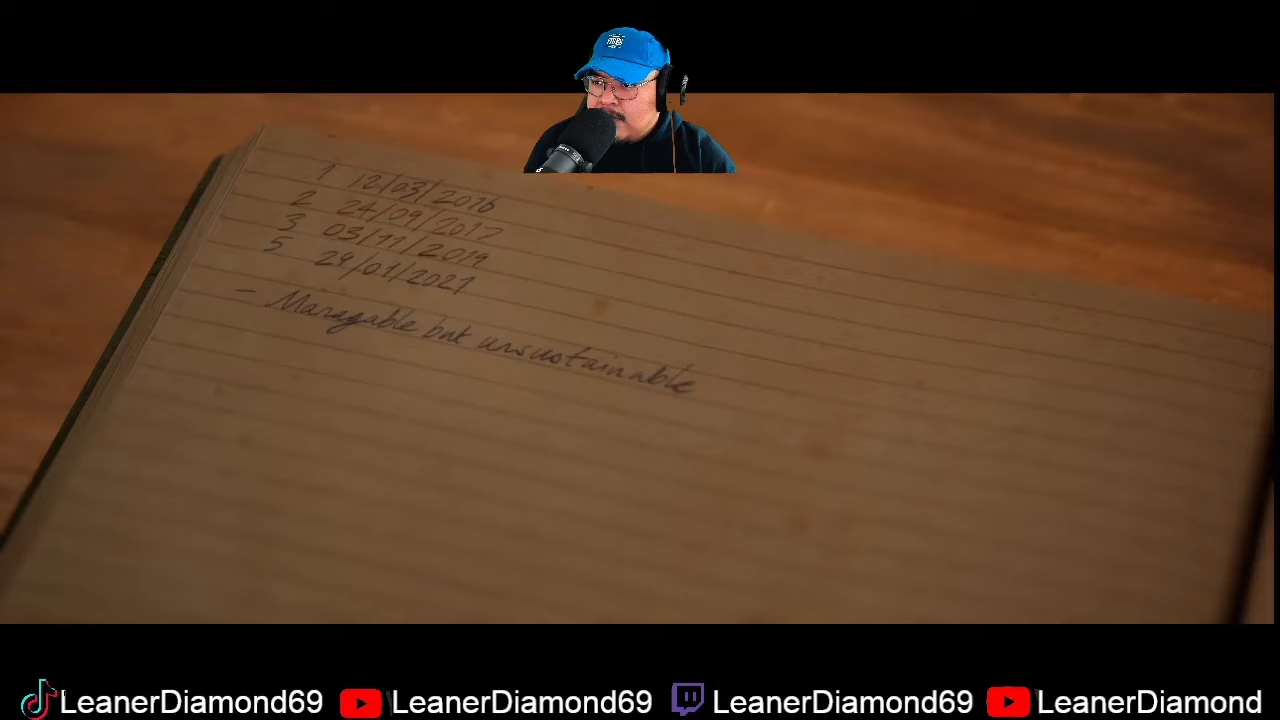 1 12/03/2016
2 24/09/2017
3 03/11/2019
5 29/01/2021
- Managable but unsustainable
LeanerDiamond69 \LeanerDiamond69 LeanerDiamond69 \LeanerDiamond